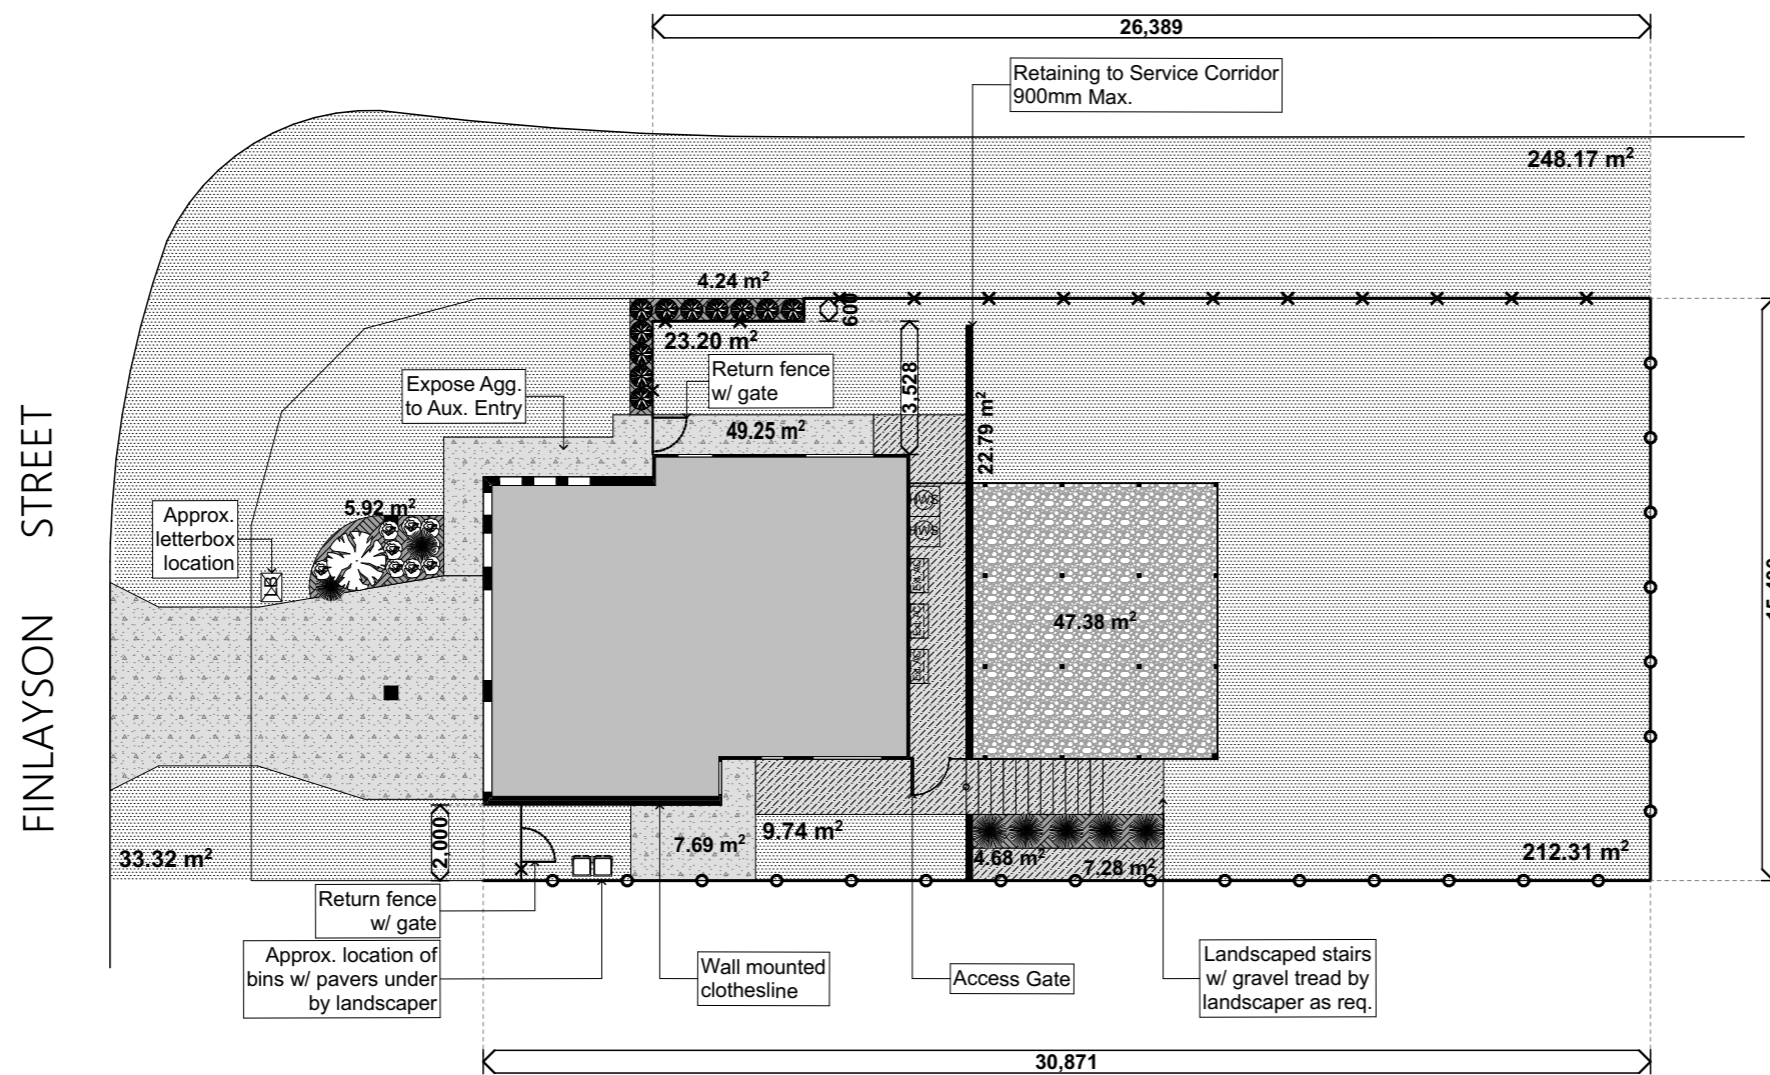 26,389
Retaining to Service Corridor
900mm Max.
248.17 m²
4.24 m²
600
23.20 m²
Return fence
w/ gate
3,528
Expose Agg.
to Aux. Entry
49.25 m²
22.79 m²
5.92 m²
Approx.
letterbox
location
LB
HWS
HWS
47.38 m²
FINLAYSON STREET
33.32 m²
2,000
7.69 m²
9.74 m²
4.68 m²
7.28 m²
212.31 m²
Return fence
w/ gate
Approx. location of
bins w/ pavers under
by landscaper
Wall mounted
clothesline
Access Gate
Landscaped stairs
w/ gravel tread by
landscaper as req.
30,871